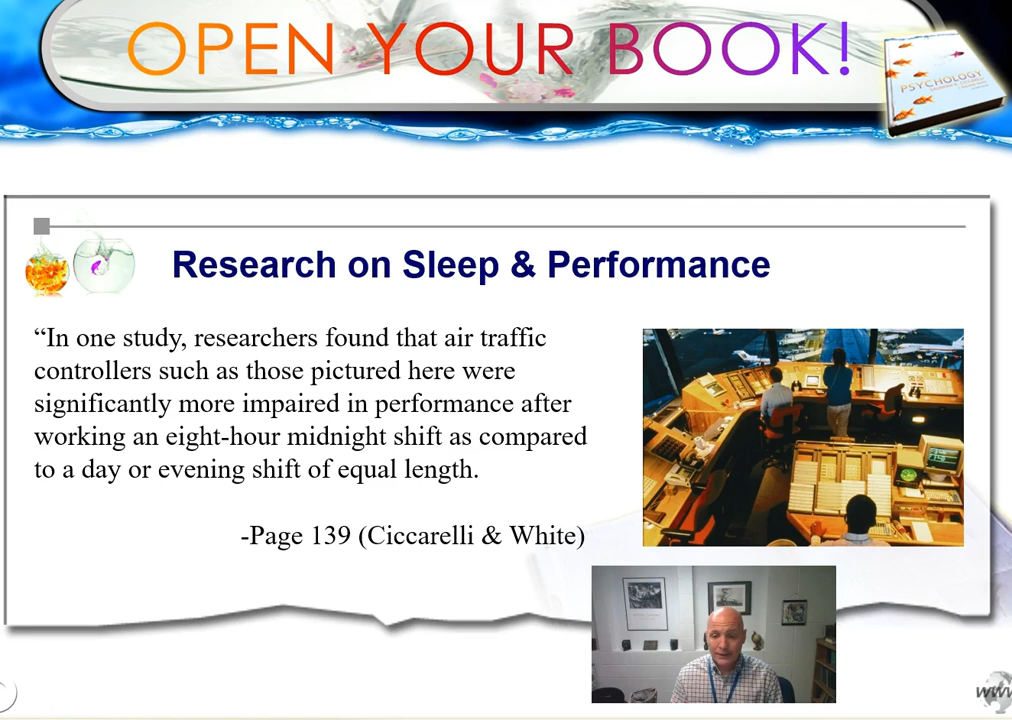 OPEN YOUR BOOK!
PSYCHOLOGY
Research on Sleep & Performance
“In one study, researchers found that air traffic
controllers such as those pictured here were
significantly more impaired in performance after
working an eight-hour midnight shift as compared
to a day or evening shift of equal length.
-Page 139 (Ciccarelli & White)
www